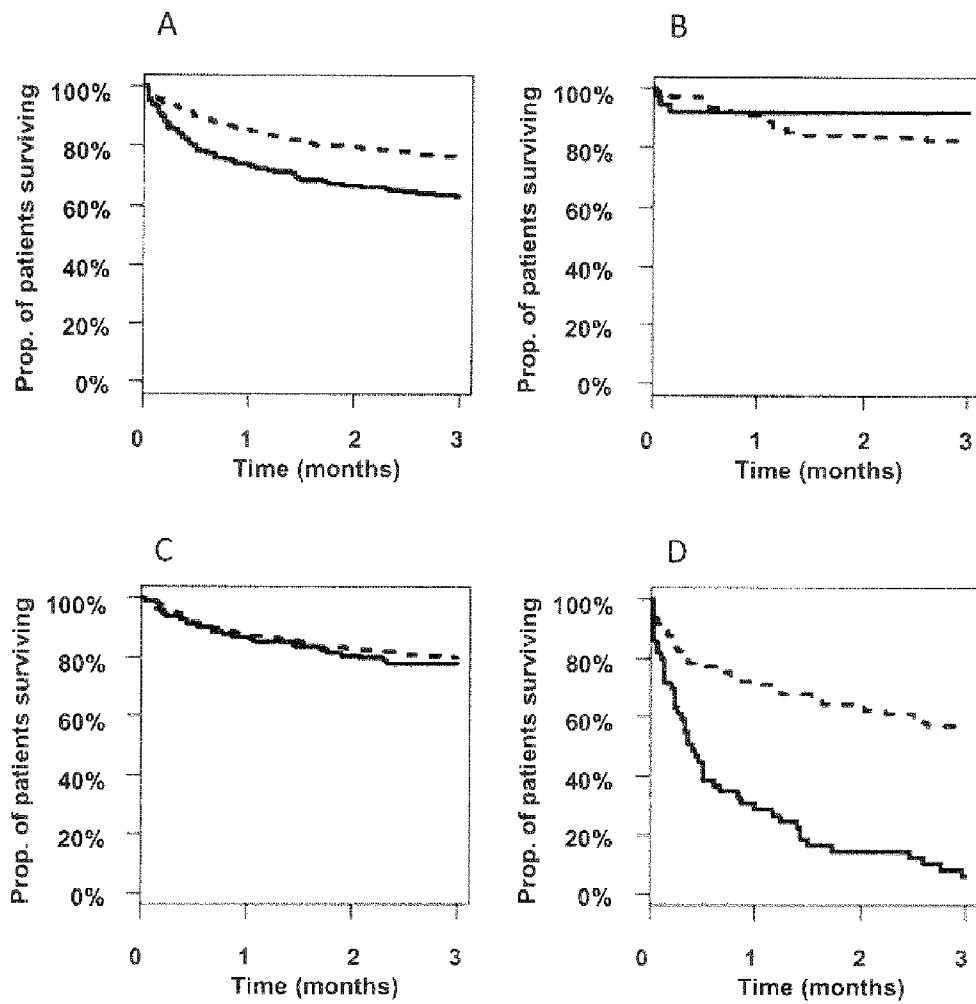 A
Prop. of patients surviving
100%
80%
60%
40%
20%
0%
0 1 2 3
Time (months)
B
Prop. of patients surviving
100%
80%
60%
40%
20%
0%
0 1 2 3
Time (months)
C
Prop. of patients surviving
100%
80%
60%
40%
20%
0%
0 1 2 3
Time (months)
D
Prop. of patients surviving
100%
80%
60%
40%
20%
0%
0 1 2 3
Time (months)